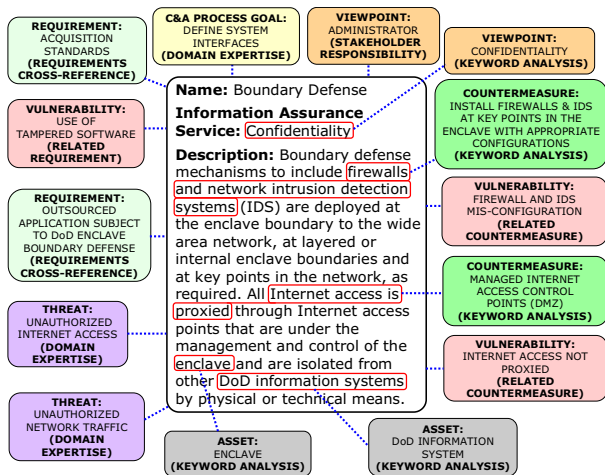 REQUIREMENT:
ACQUISITION
STANDARDS
(REQUIREMENTS
CROSS-REFERENCE)
C&A PROCESS GOAL:
DEFINE SYSTEM
INTERFACES
(DOMAIN EXPERTISE)
VIEWPOINT:
ADMINISTRATOR
(STAKEHOLDER
RESPONSIBILITY)
VIEWPOINT:
CONFIDENTIALITY
(KEYWORD ANALYSIS)
VULNERABILITY:
USE OF
TAMPERED SOFTWARE
(RELATED
REQUIREMENT)
REQUIREMENT:
OUTSOURCED
APPLICATION SUBJECT
TO DoD ENCLAVE
BOUNDARY DEFENSE
(REQUIREMENTS
CROSS-REFERENCE)
THREAT:
UNAUTHORIZED
INTERNET ACCESS
(DOMAIN
EXPERTISE)
THREAT:
UNAUTHORIZED
NETWORK TRAFFIC
(DOMAIN
EXPERTISE)
Name: Boundary Defense
Information Assurance
Service: Confidentiality
Description: Boundary defense
mechanisms to include firewalls
and network intrusion detection
systems (IDS) are deployed at
the enclave boundary to the wide
area network, at layered or
internal enclave boundaries and
at key points in the network, as
required. All Internet access is
proxied through Internet access
points that are under the
management and control of the
enclave and are isolated from
other DoD information systems
by physical or technical means.
COUNTERMEASURE:
INSTALL FIREWALLS & IDS
AT KEY POINTS IN THE
ENCLAVE WITH APPROPRIATE
CONFIGURATIONS
(KEYWORD ANALYSIS)
VULNERABILITY:
FIREWALL AND IDS
MIS-CONFIGURATION
(RELATED
COUNTERMEASURE)
COUNTERMEASURE:
MANAGED INTERNET
ACCESS CONTROL
POINTS (DMZ)
(KEYWORD ANALYSIS)
VULNERABILITY:
INTERNET ACCESS NOT
PROXIED
(RELATED
COUNTERMEASURE)
ASSET:
ENCLAVE
(KEYWORD ANALYSIS)
ASSET:
DoD INFORMATION
SYSTEM
(KEYWORD ANALYSIS)